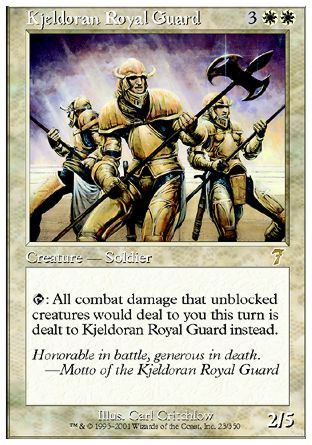 Kjeldoran Royal Guard 3
Creature — Soldier
7
: All combat damage that unblocked
creatures would deal to you this turn is
dealt to Kjeldoran Royal Guard instead.
Honorable in battle, generous in death.
—Motto of the Kjeldoran Royal Guard
Illus. Carl Critchlow
™ & © 1993-2001 Wizards of the Coast, Inc. 23/350
2/5